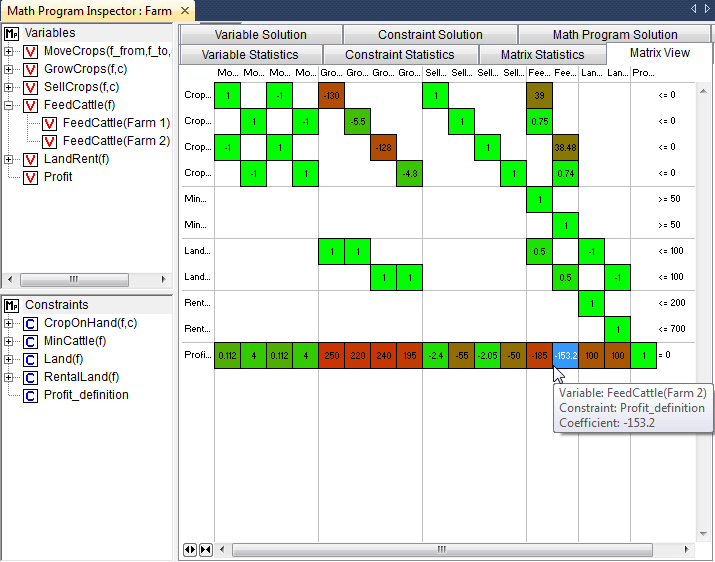 Math Program Inspector : Farm
Variables
MoveCrops(f_from,f_to,
GrowCrops(f,c)
SellCrops(f,c)
FeedCattle(f)
FeedCattle(Farm 1)
FeedCattle(Farm 2)
LandRent(f)
Profit
Constraints
CropOnHand(f,c)
MinCattle(f)
Land(f)
RentalLand(f)
Profit_definition
Variable Solution Constraint Solution Math Program Solution
Variable Statistics Constraint Statistics Matrix Statistics Matrix View
Mo... Mo... Mo... Mo... Gro... Gro... Gro... Gro... Sell... Sell... Sell... Sell... Fee... Fee... Lan... Lan... Pro...
Crop... 1 -1 -130 1 39 <= 0
Crop... 1 -1 -5.5 1 0.75 <= 0
Crop... -1 1 -128 1 38.48 <= 0
Crop... -1 1 -4.8 1 0.74 <= 0
Min... 1 >= 50
Min... 1 >= 50
Land... 1 1 0.5 -1 <= 100
Land... 1 1 0.5 -1 <= 100
Rent... 1 <= 200
Rent... 1 <= 700
Profi... 0.112 4 0.112 4 250 220 240 195 -2.4 -55 -2.05 -50 -185 -153.2 100 100 1 = 0
Variable: FeedCattle(Farm 2)
Constraint: Profit_definition
Coefficient: -153.2